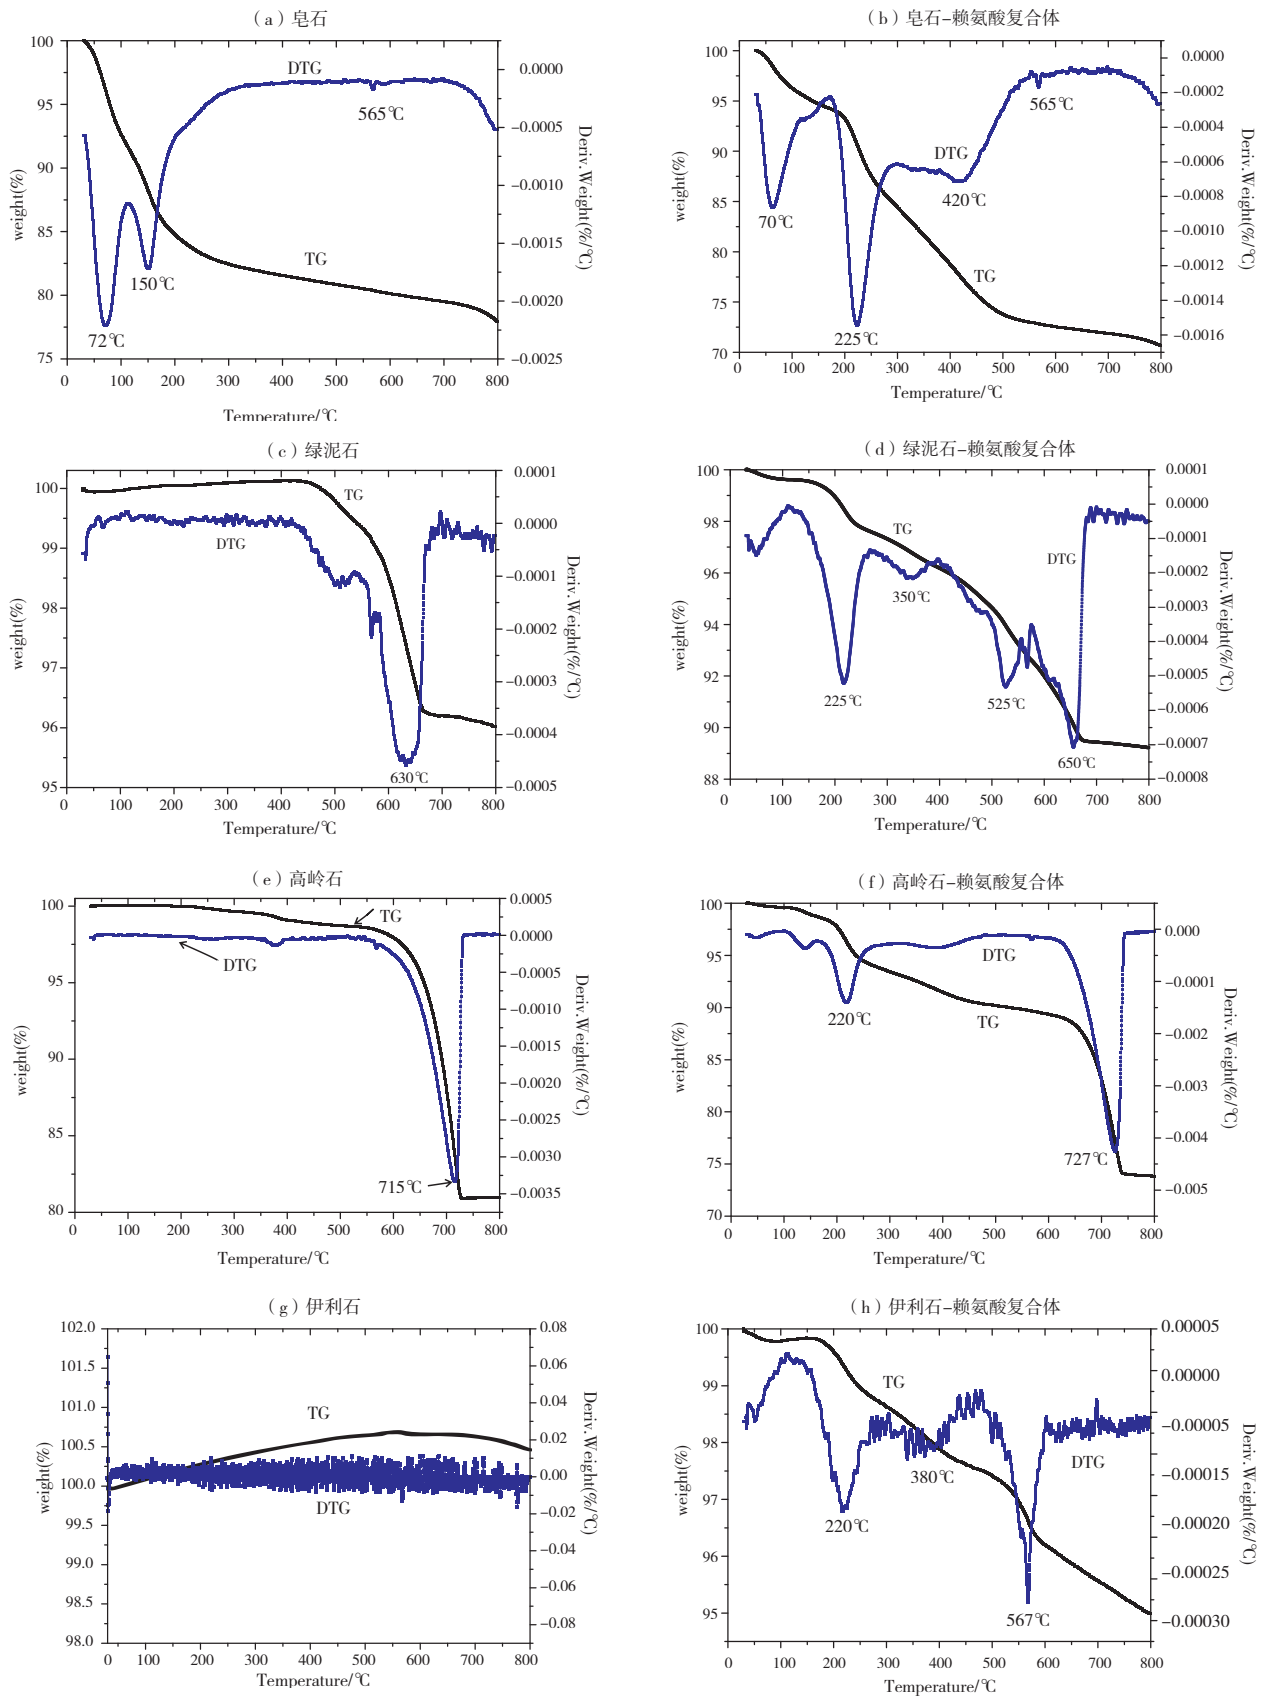 （a）皂石
100
95
90
85
80
75
0.0000
−0.0005
−0.0010
−0.0015
−0.0020
−0.0025
DTG
565℃
150℃
TG
72℃
0 100 200 300 400 500 600 700 800
Temperature/℃
weight(%)
Deriv.Weight(%/℃)
（b）皂石–赖氨酸复合体
100
95
90
85
80
75
70
0.0000
−0.0002
−0.0004
−0.0006
−0.0008
−0.0010
−0.0012
−0.0014
−0.0016
565℃
DTG
420℃
70℃
TG
225℃
0 100 200 300 400 500 600 700 800
Temperature/℃
weight(%)
Deriv.Weight(%/℃)
（c）绿泥石
100
99
98
97
96
95
0.0001
0.0000
−0.0001
−0.0002
−0.0003
−0.0004
−0.0005
TG
DTG
630℃
0 100 200 300 400 500 600 700 800
Temperature/℃
weight(%)
Deriv.Weight(%/℃)
（d）绿泥石–赖氨酸复合体
100
98
96
94
92
90
88
0.0001
0.0000
−0.0001
−0.0002
−0.0003
−0.0004
−0.0005
−0.0006
−0.0007
−0.0008
TG
DTG
350℃
225℃
525℃
650℃
0 100 200 300 400 500 600 700 800
Temperature/℃
weight(%)
Deriv.Weight(%/℃)
（e）高岭石
100
95
90
85
80
0.0005
0.0000
−0.0005
−0.0010
−0.0015
−0.0020
−0.0025
−0.0030
−0.0035
TG
DTG
715℃
0 100 200 300 400 500 600 700 800
Temperature/℃
weight(%)
Deriv.Weight(%/℃)
（f）高岭石–赖氨酸复合体
100
95
90
85
80
75
70
0.000
−0.0001
−0.002
−0.003
−0.004
−0.005
DTG
220℃
TG
727℃
0 100 200 300 400 500 600 700 800
Temperature/℃
weight(%)
Deriv.Weight(%/℃)
（g）伊利石
102.0
101.5
101.0
100.5
100.0
99.5
99.0
98.5
98.0
0.08
0.06
0.04
0.02
0.00
−0.02
−0.04
−0.06
−0.08
TG
DTG
0 100 200 300 400 500 600 700 800
Temperature/℃
weight(%)
Deriv.Weight(%/℃)
（h）伊利石–赖氨酸复合体
100
99
98
97
96
95
0.00005
0.00000
−0.00005
−0.00015
−0.00020
−0.00025
−0.00030
TG
380℃
DTG
220℃
567℃
0 100 200 300 400 500 600 700 800
Temperature/℃
weight(%)
Deriv.Weight(%/℃)